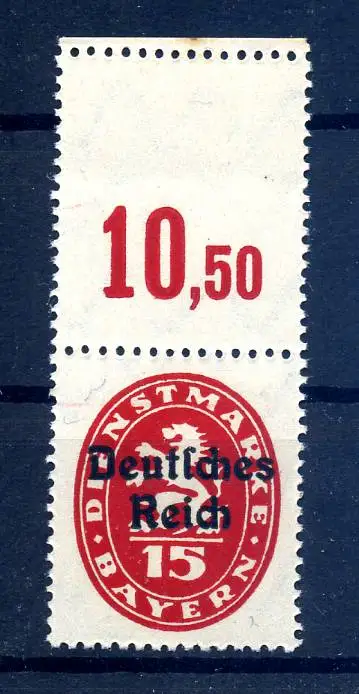 10,50
DIENSTMARKE
Deutſches
Reich
15
BAYERN